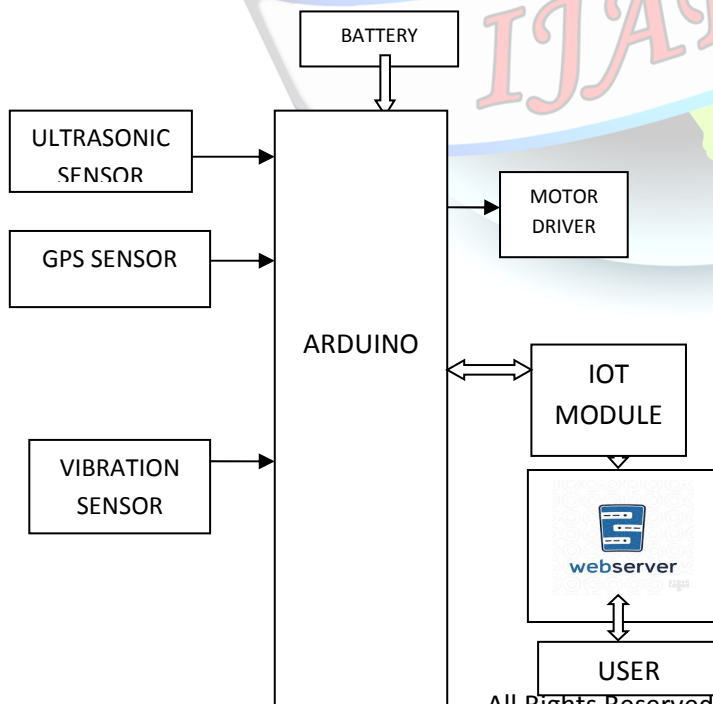 BATTERY
ULTRASONIC
SENSOR
MOTOR
DRIVER
GPS SENSOR
ARDUINO
IOT
MODULE
VIBRATION
SENSOR
webserver
USER
All Rights Reserved